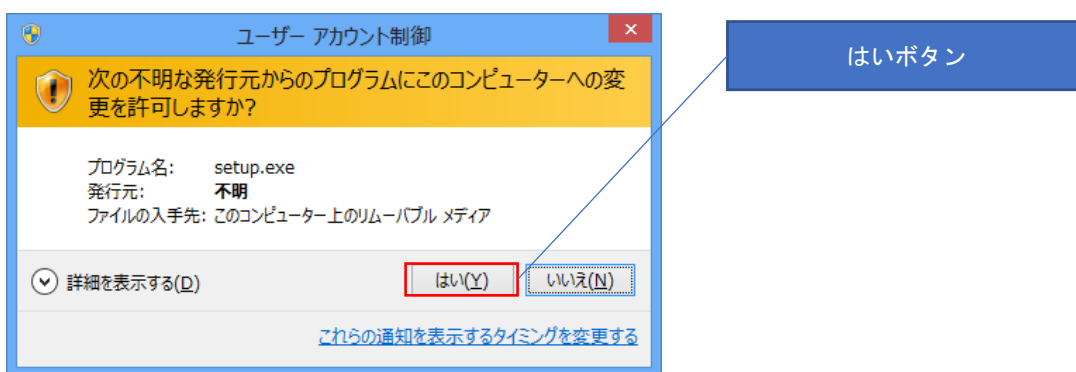 ユーザー アカウント制御
はいボタン
次の不明な発行元からのプログラムにこのコンピューターへの変
更を許可しますか?
プログラム名: setup.exe
発行元: 不明
ファイルの入手先: このコンピューター上のリムーバブル メディア
詳細を表示する(D) はい(Y) いいえ(N)
これらの通知を表示するタイミングを変更する